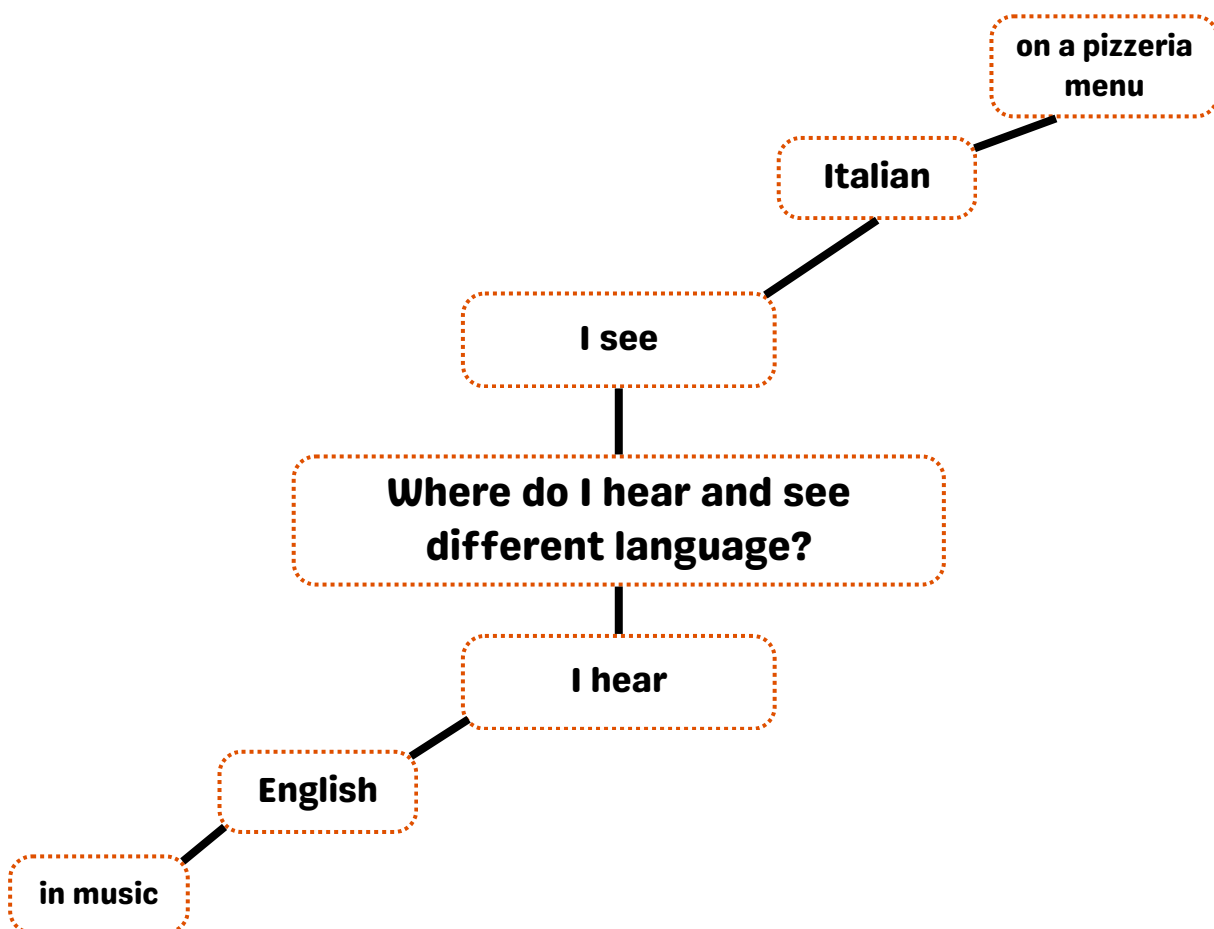 on a pizzeria
menu
Italian
I see
Where do I hear and see
different language?
I hear
English
in music